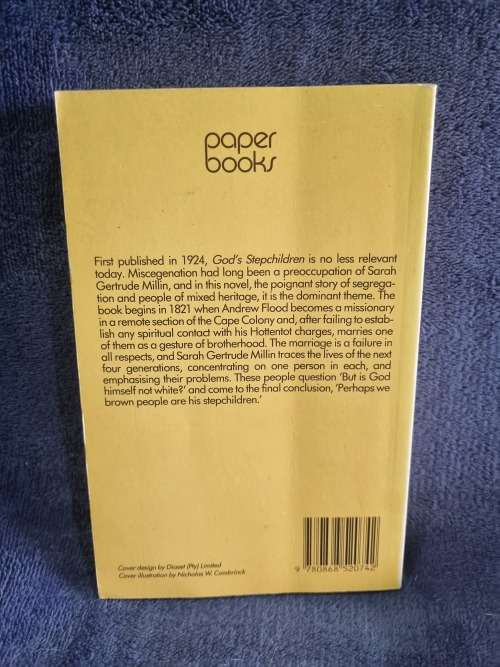 paper
books
First published in 1924, God's Stepchildren is no less relevant
today. Miscegenation had long been a preoccupation of Sarah
Gertrude Millin, and in this novel, the poignant story of segrega-
tion and people of mixed heritage, it is the dominant theme. The
book begins in 1821 when Andrew Flood becomes a missionary
in a remote section of the Cape Colony and, after failing to estab-
lish any spiritual contact with his Hottentot charges, marries one
of them as a gesture of brotherhood. The marriage is a failure in
all respects, and Sarah Gertrude Millin traces the lives of the next
four generations, concentrating on one person in each, and
emphasising their problems. These people question 'But is God
himself not white?' and come to the final conclusion, 'Perhaps we
brown people are his stepchildren.'
Cover design by (Pty) Limited
Cover illustration by Nicholas W.
9 780868 520742